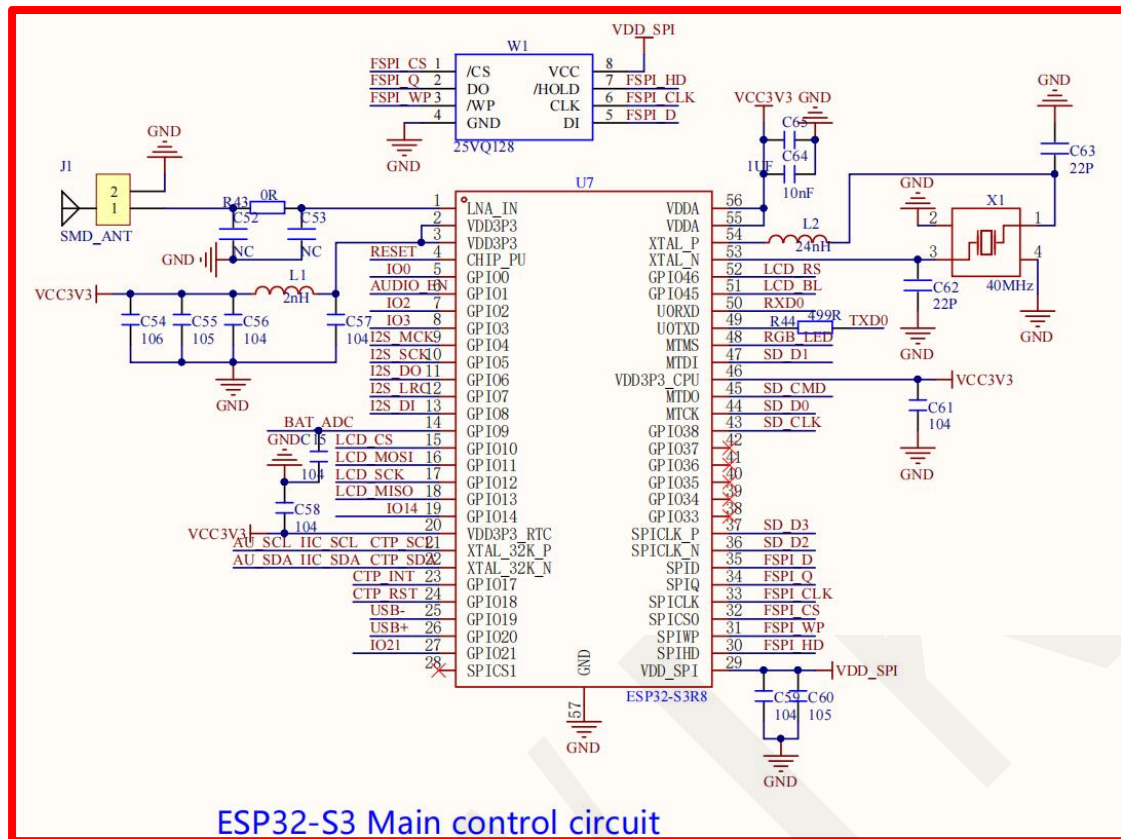 VDD_SPI
W1
FSPI_CS 1 /CS VCC 8
FSPI_Q 2 DO /HOLD 7 FSPI_HD
FSPI_WP 3 /WP CLK 6 FSPI_CLK
4 GND DI 5 FSPI_D
25VQ128
GND
VCC3V3 GND
C65
1UF C64
10nF
GND
C63
22P
GND
J1
2
1
SMD_ANT
R43 0R
C52 C53
NC NC
GND
L1
2nH
VCC3V3
C54 C55 C56 C57
106 105 104 104
GND
U7
1 LNA_IN VDDA 56
2 VDD3P3 VDDA 55
3 VDD3P3 XTAL_P 54
RESET 4 CHIP_PU XTAL_N 53
IO0 5 GPIO0 GPIO46 52 LCD_RS
AUDIO_EN 6 GPIO1 GPIO45 51 LCD_BL
IO2 7 GPIO2 U0RXD 50 RXD0
IO3 8 GPIO3 U0TXD 49 R44 499R TXD0
I2S_MCK 9 GPIO4 MTMS 48 RGB_LED
I2S_SCK 10 GPIO5 MTDI 47 SD_D1
I2S_DO 11 GPIO6 VDD3P3_CPU 46 VCC3V3
I2S_LRC 12 GPIO7 MTDO 45 SD_CMD
I2S_DI 13 GPIO8 MTCK 44 SD_D0
BAT_ADC 14 GPIO9 GPIO38 43 SD_CLK
LCD_CS 15 GPIO10 GPIO37 42
LCD_MOSI 16 GPIO11 GPIO36 41
LCD_SCK 17 GPIO12 GPIO35 40
LCD_MISO 18 GPIO13 GPIO34 39
IO14 19 GPIO14 GPIO33 38
VCC3V3 20 VDD3P3_RTC SPICLK_P 37 SD_D3
AU_SCL IIC_SCL CTP_SCL 21 XTAL_32K_P SPICLK_N 36 SD_D2
AU_SDA IIC_SDA CTP_SDA 22 XTAL_32K_N SPID 35 FSPI_D
CTP_INT 23 GPIO17 SPIQ 34 FSPI_Q
CTP_RST 24 GPIO18 SPICLK 33 FSPI_CLK
USB- 25 GPIO19 SPICS0 32 FSPI_CS
USB+ 26 GPIO20 SPIWP 31 FSPI_WP
IO21 27 GPIO21 SPIHD 30 FSPI_HD
28 SPICS1 VDD_SPI 29 VDD_SPI
GND
ESP32-S3R8
57
GND
GND C15
104
C58
104
L2
24nH
GND
X1
2 1
3 4
40MHz
C62
22P
GND
GND
C61
104
GND
C59 C60
104 105
GND
ESP32-S3 Main control circuit